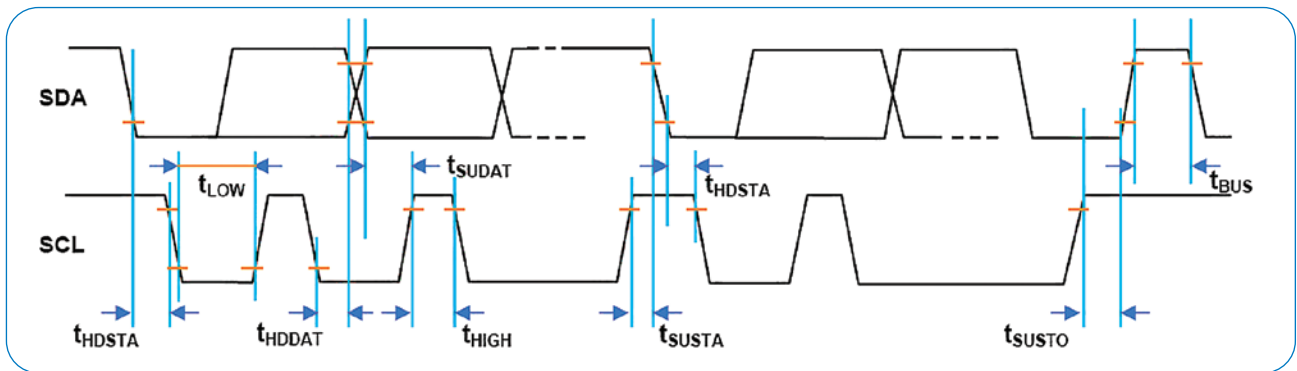 SDA
tSUDAT
tLOW
tHDSTA
tBUS
SCL
tHDSTA
tHDDAT
tHIGH
tSUSTA
tSUSTO